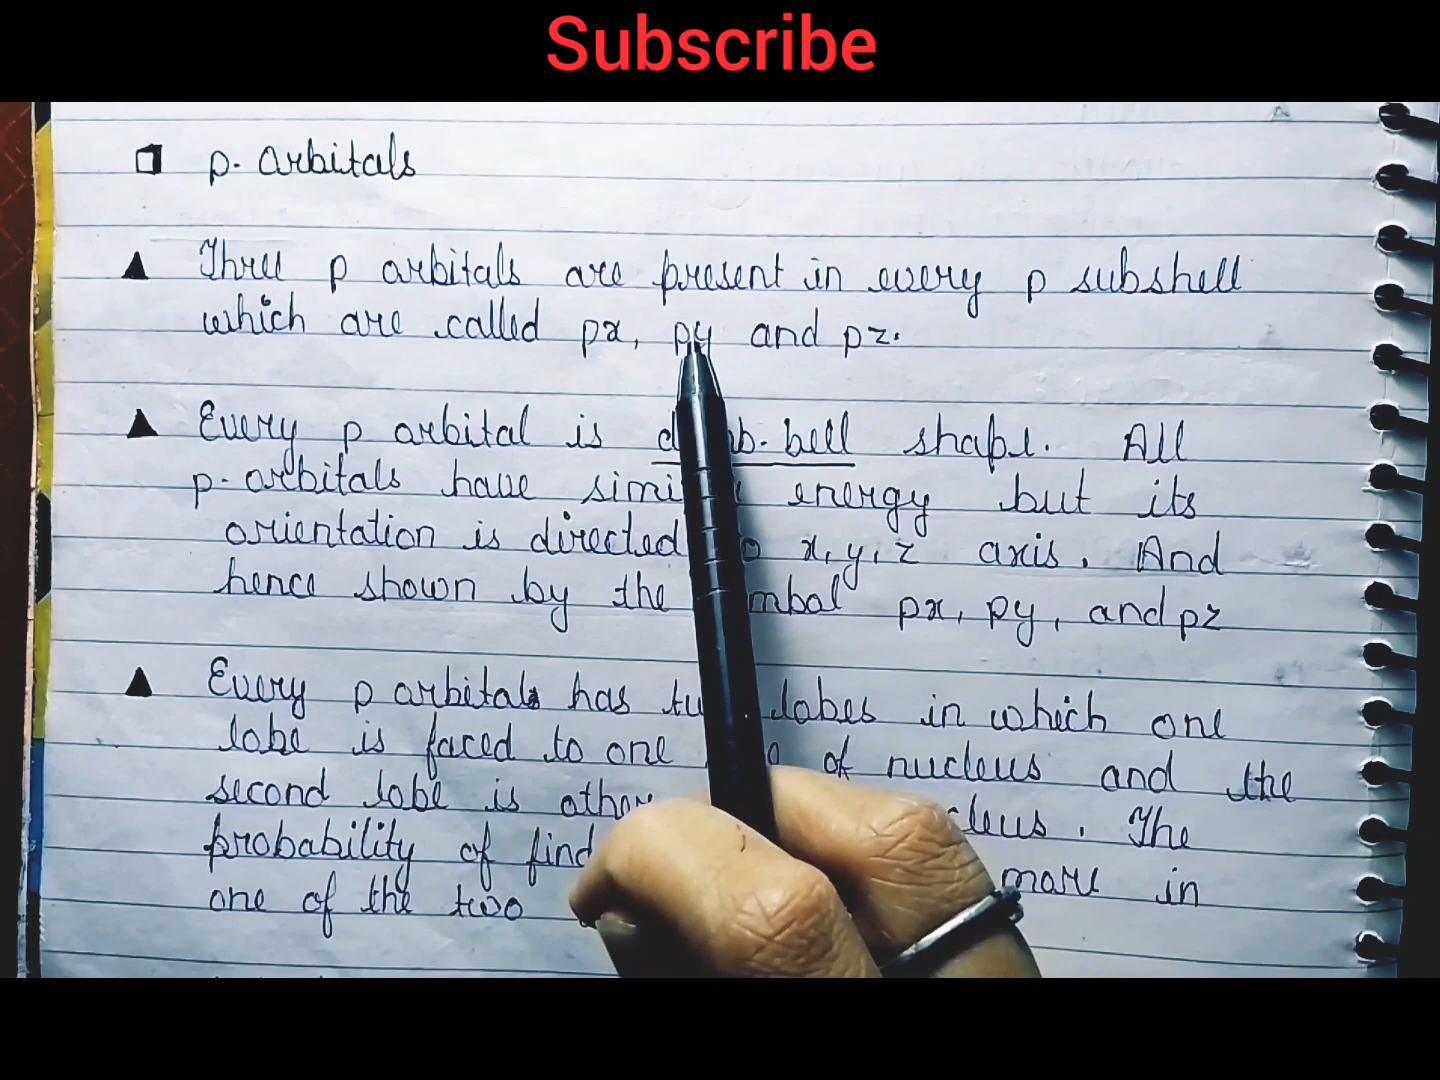 Subscribe
p. orbitals
Three p orbitals are present in every p subshell
which are called px, py and pz.
Every p orbital is shape. All
p. orbitals have energy but its
orientation is directed x, y, z axis. And
hence shown by the px, py, and pz
Every p orbitals has lobes in which one
lobe is faced to one of nucleus and the
second lobe is The
probability of more in
one of the two